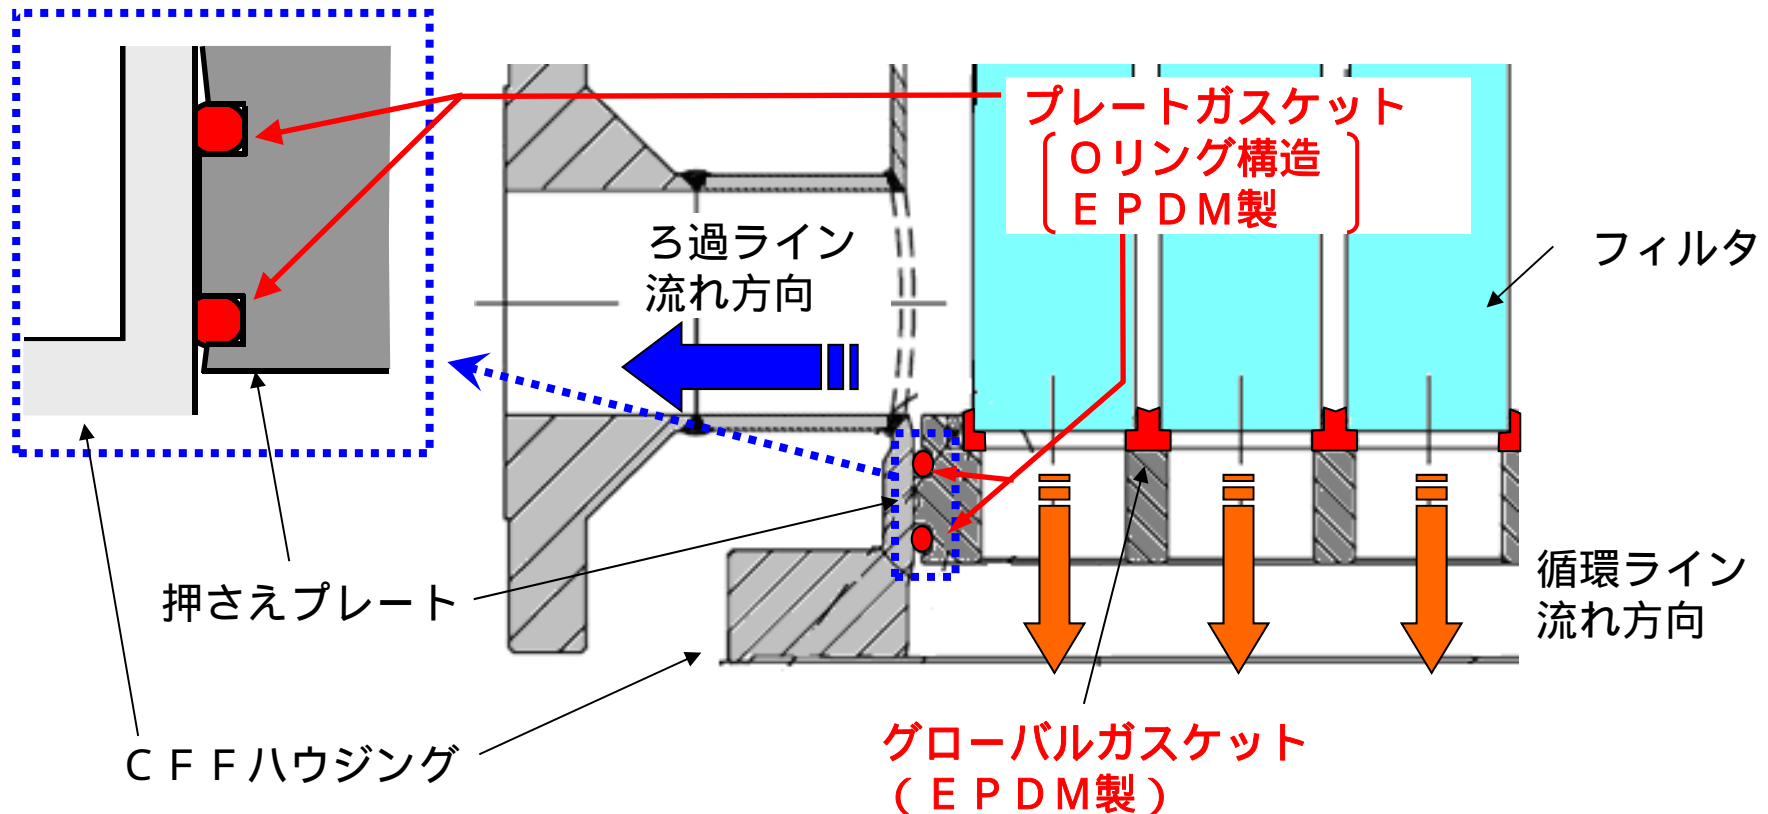 プレートガスケット
Ｏリング構造
ＥＰＤＭ製
ろ過ライン
流れ方向
フィルタ
押さえプレート
循環ライン
流れ方向
ＣＦＦハウジング
グローバルガスケット
（ＥＰＤＭ製）